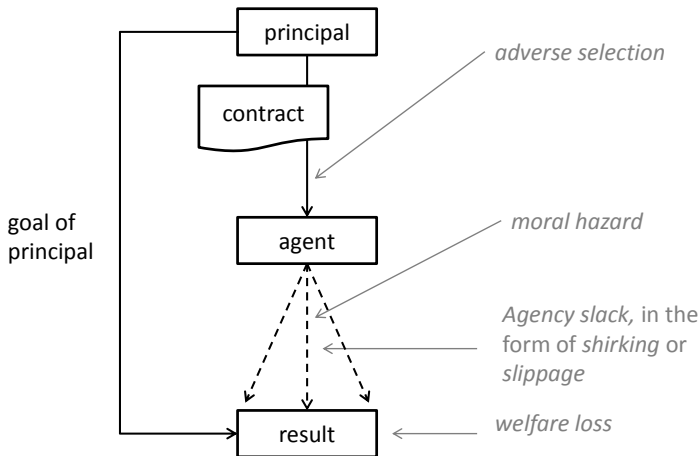 principal
adverse selection
contract
goal of
principal
moral hazard
agent
Agency slack, in the
form of shirking or
slippage
welfare loss
result